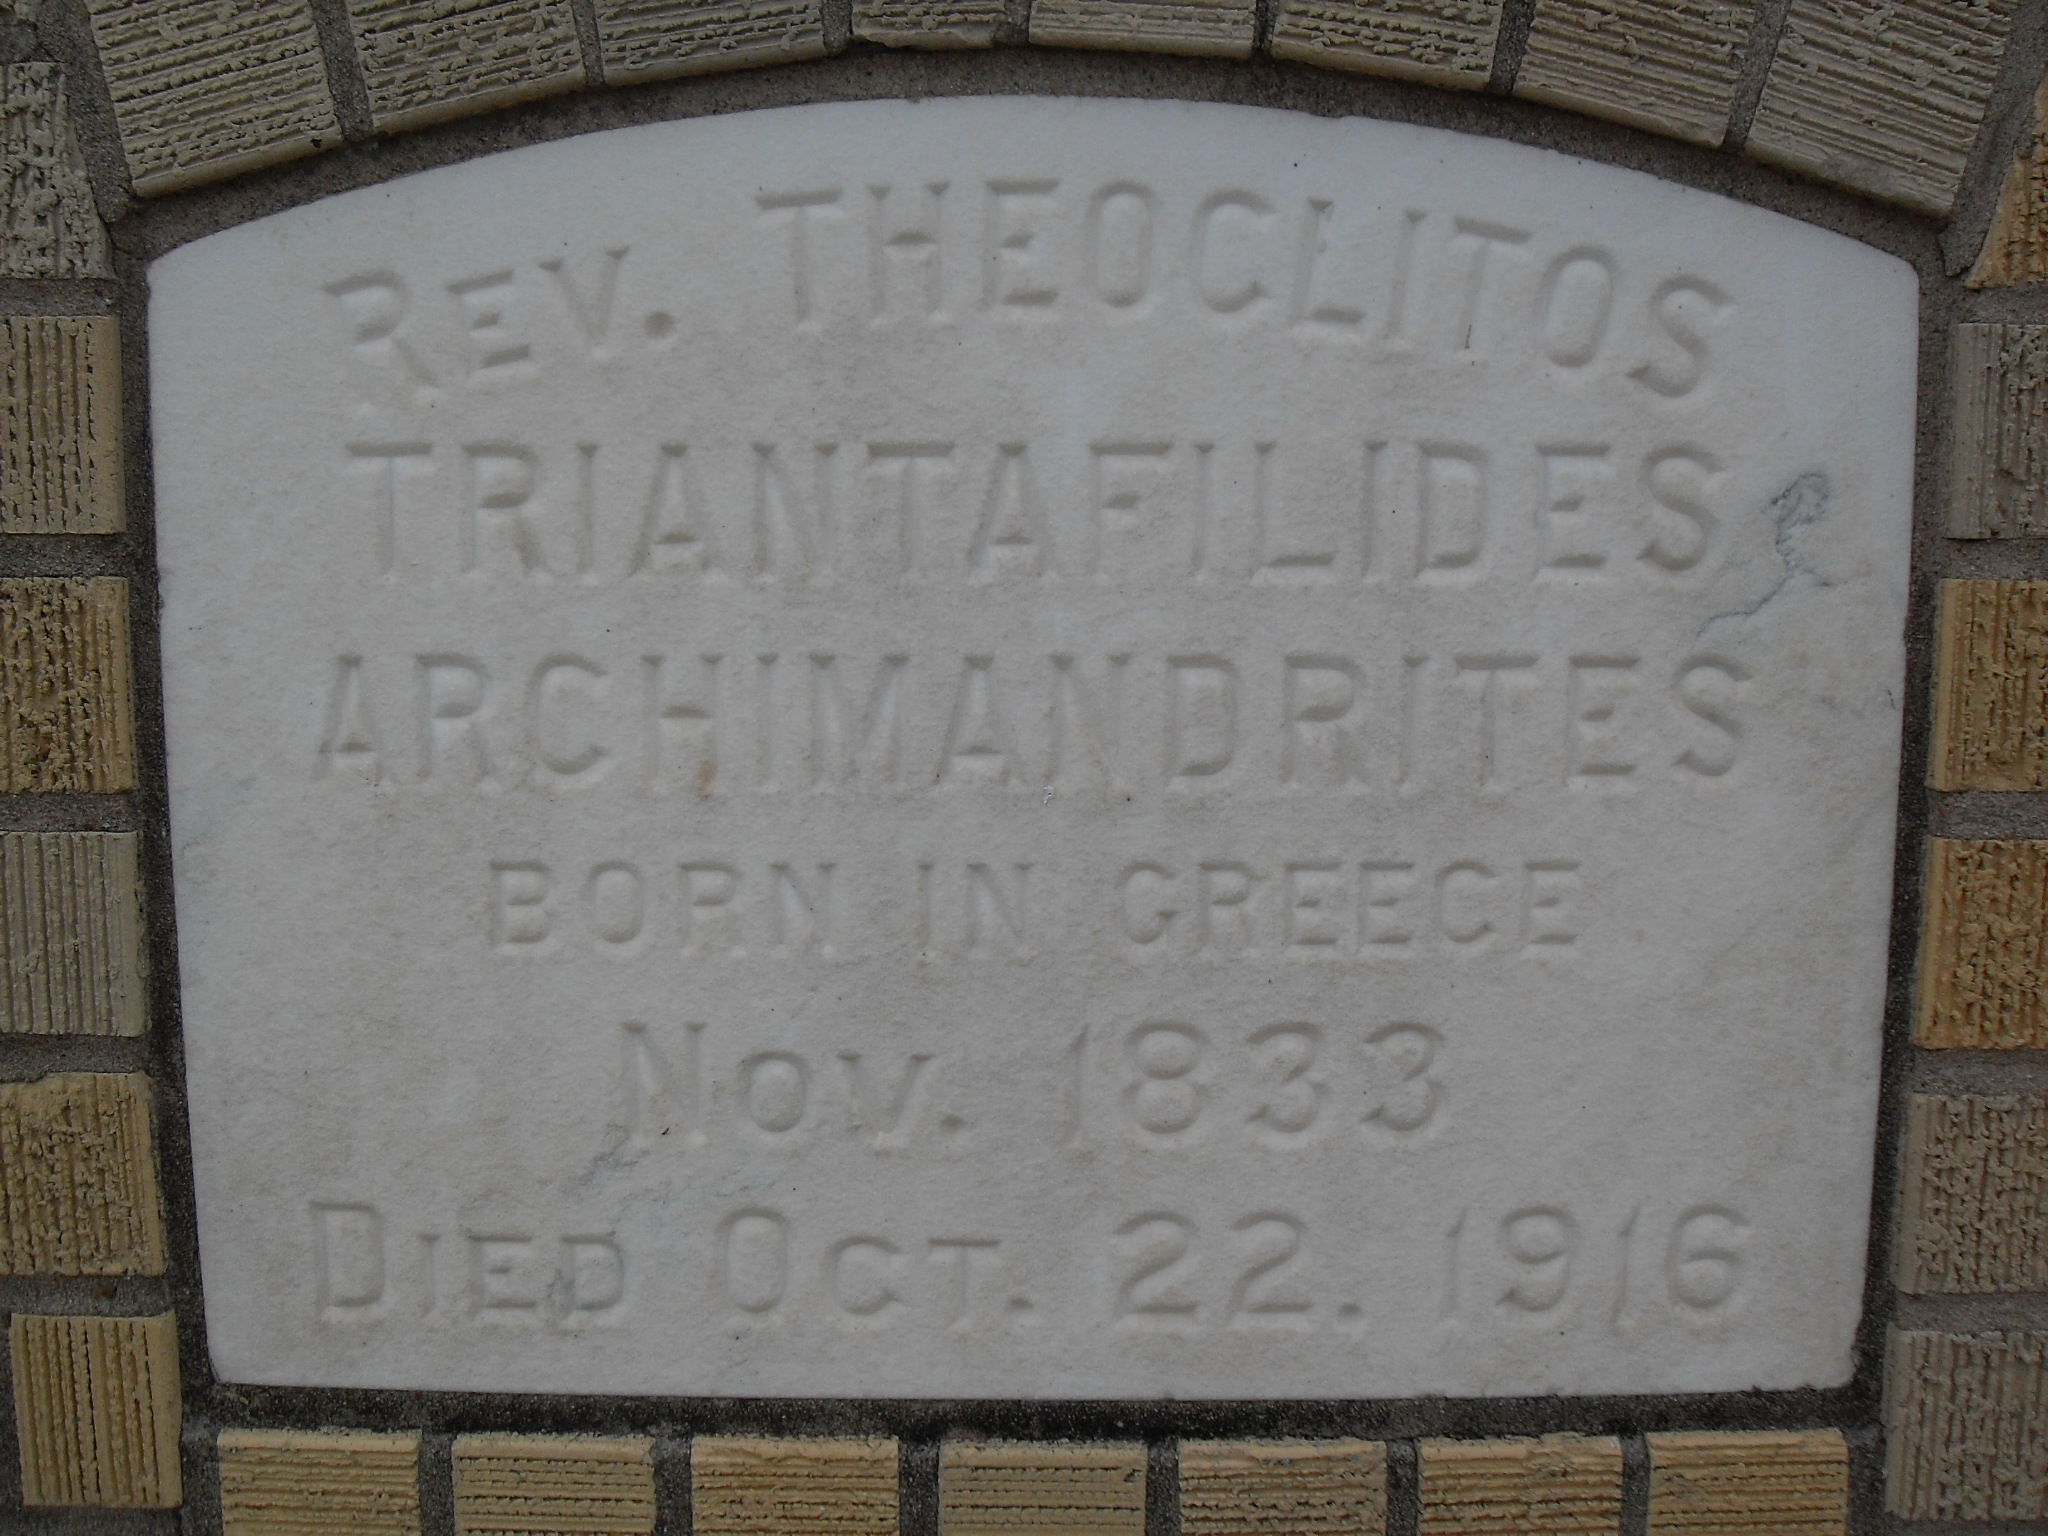 REV. THEOCLITOS
TRIANTAFILIDES
ARCHIMANDRITES
BORN IN GREECE
NOV. 1833
DIED OCT. 22, 1916